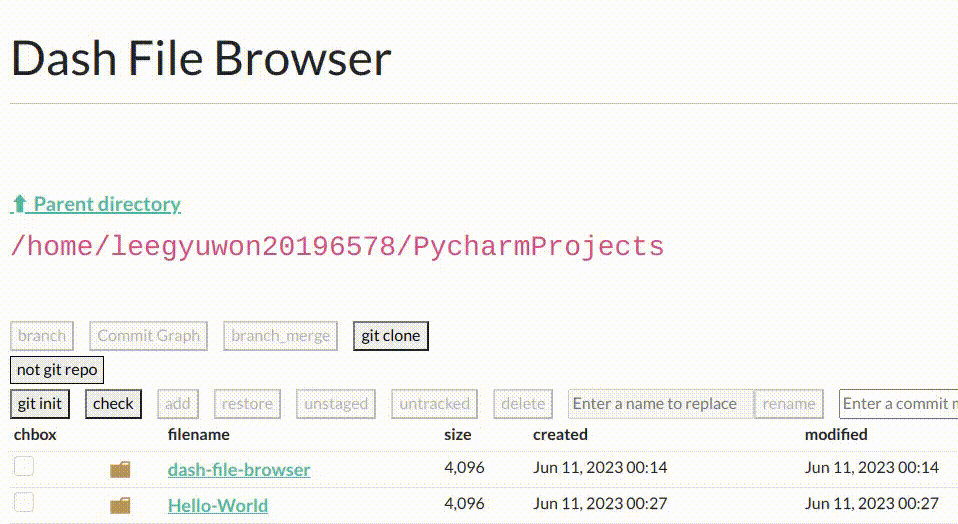 Dash File Browser
⬆ Parent directory
/home/leegyuwon20196578/PycharmProjects
branch Commit Graph branch_merge git clone
not git repo
git init check add restore unstaged untracked delete Enter a name to replace rename Enter a commit m
chbox filename size created modified
dash-file-browser 4,096 Jun 11, 2023 00:14 Jun 11, 2023 00:14
Hello-World 4,096 Jun 11, 2023 00:27 Jun 11, 2023 00:27